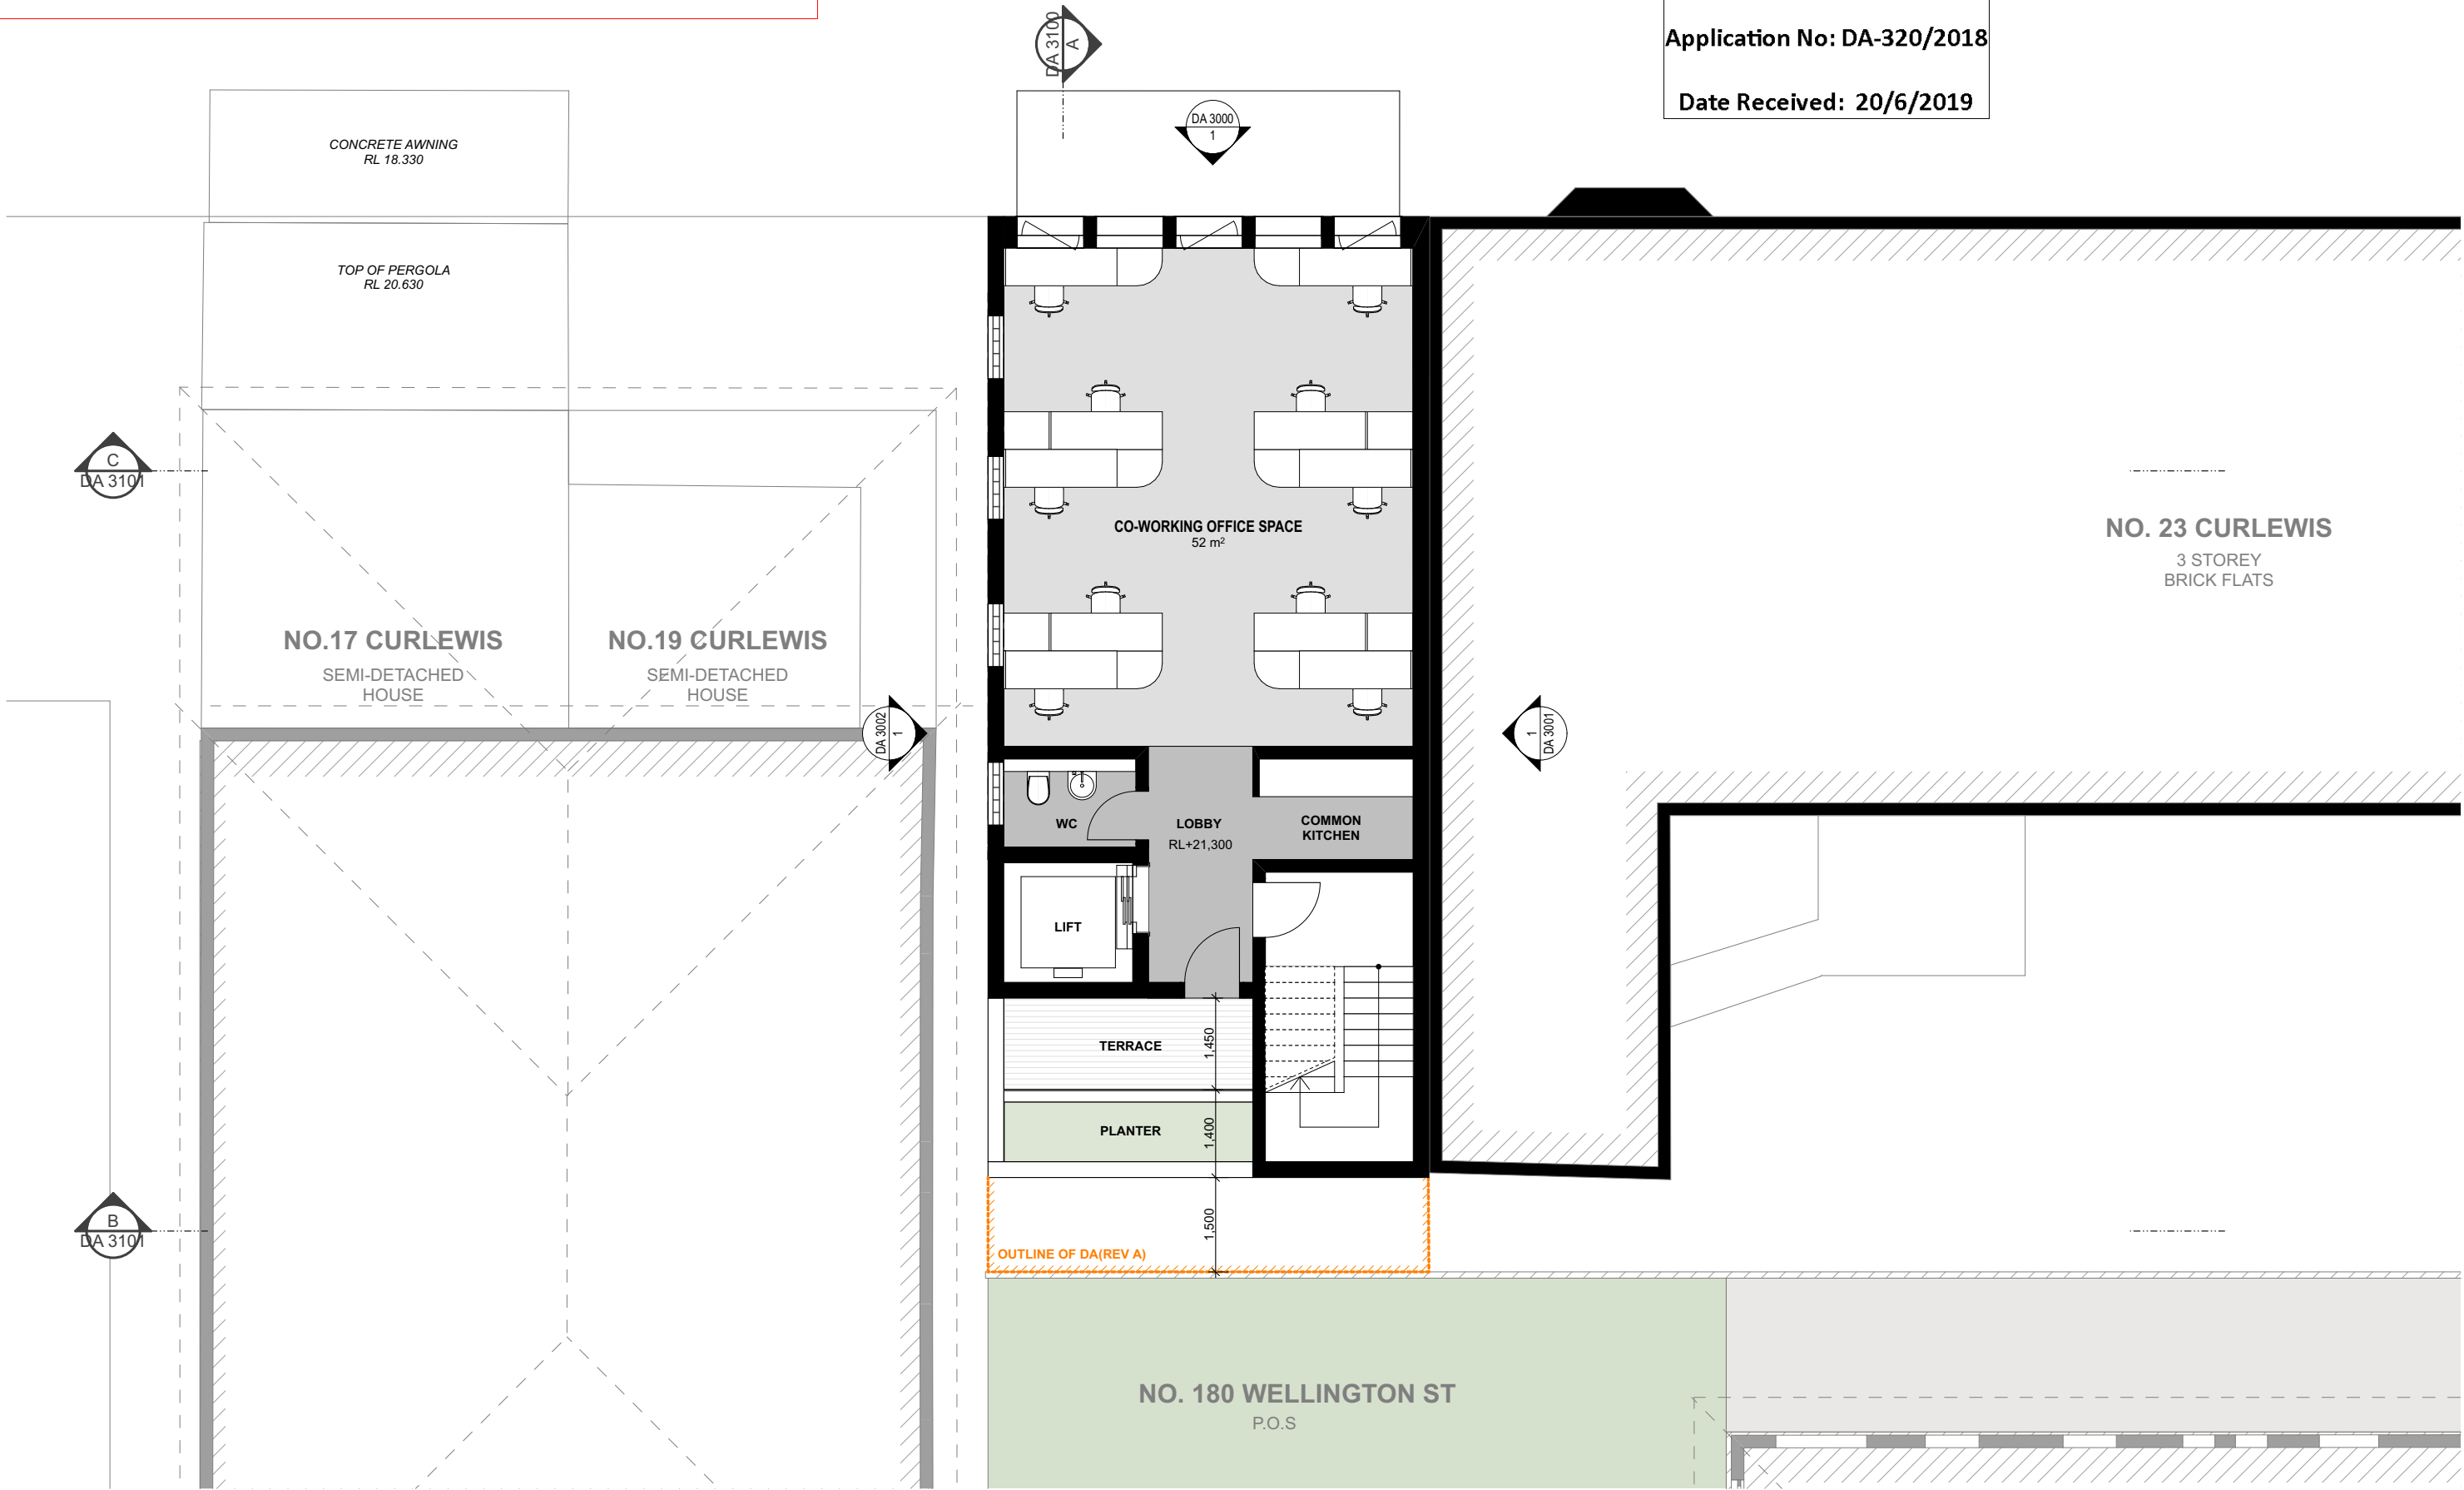 Application No: DA-320/2018
Date Received: 20/6/2019
DA 3100
A
DA 3000
1
CONCRETE AWNING
RL 18.330
TOP OF PERGOLA
RL 20.630
C
DA 3101
CO-WORKING OFFICE SPACE
52 m²
NO. 23 CURLEWIS
3 STOREY
BRICK FLATS
NO.17 CURLEWIS
SEMI-DETACHED
HOUSE
NO.19 CURLEWIS
SEMI-DETACHED
HOUSE
DA 3002
1
1
DA 3001
WC
LOBBY
RL+21,300
COMMON
KITCHEN
LIFT
TERRACE
1,450
PLANTER
1,400
B
DA 3101
1,500
OUTLINE OF DA(REV A)
NO. 180 WELLINGTON ST
P.O.S